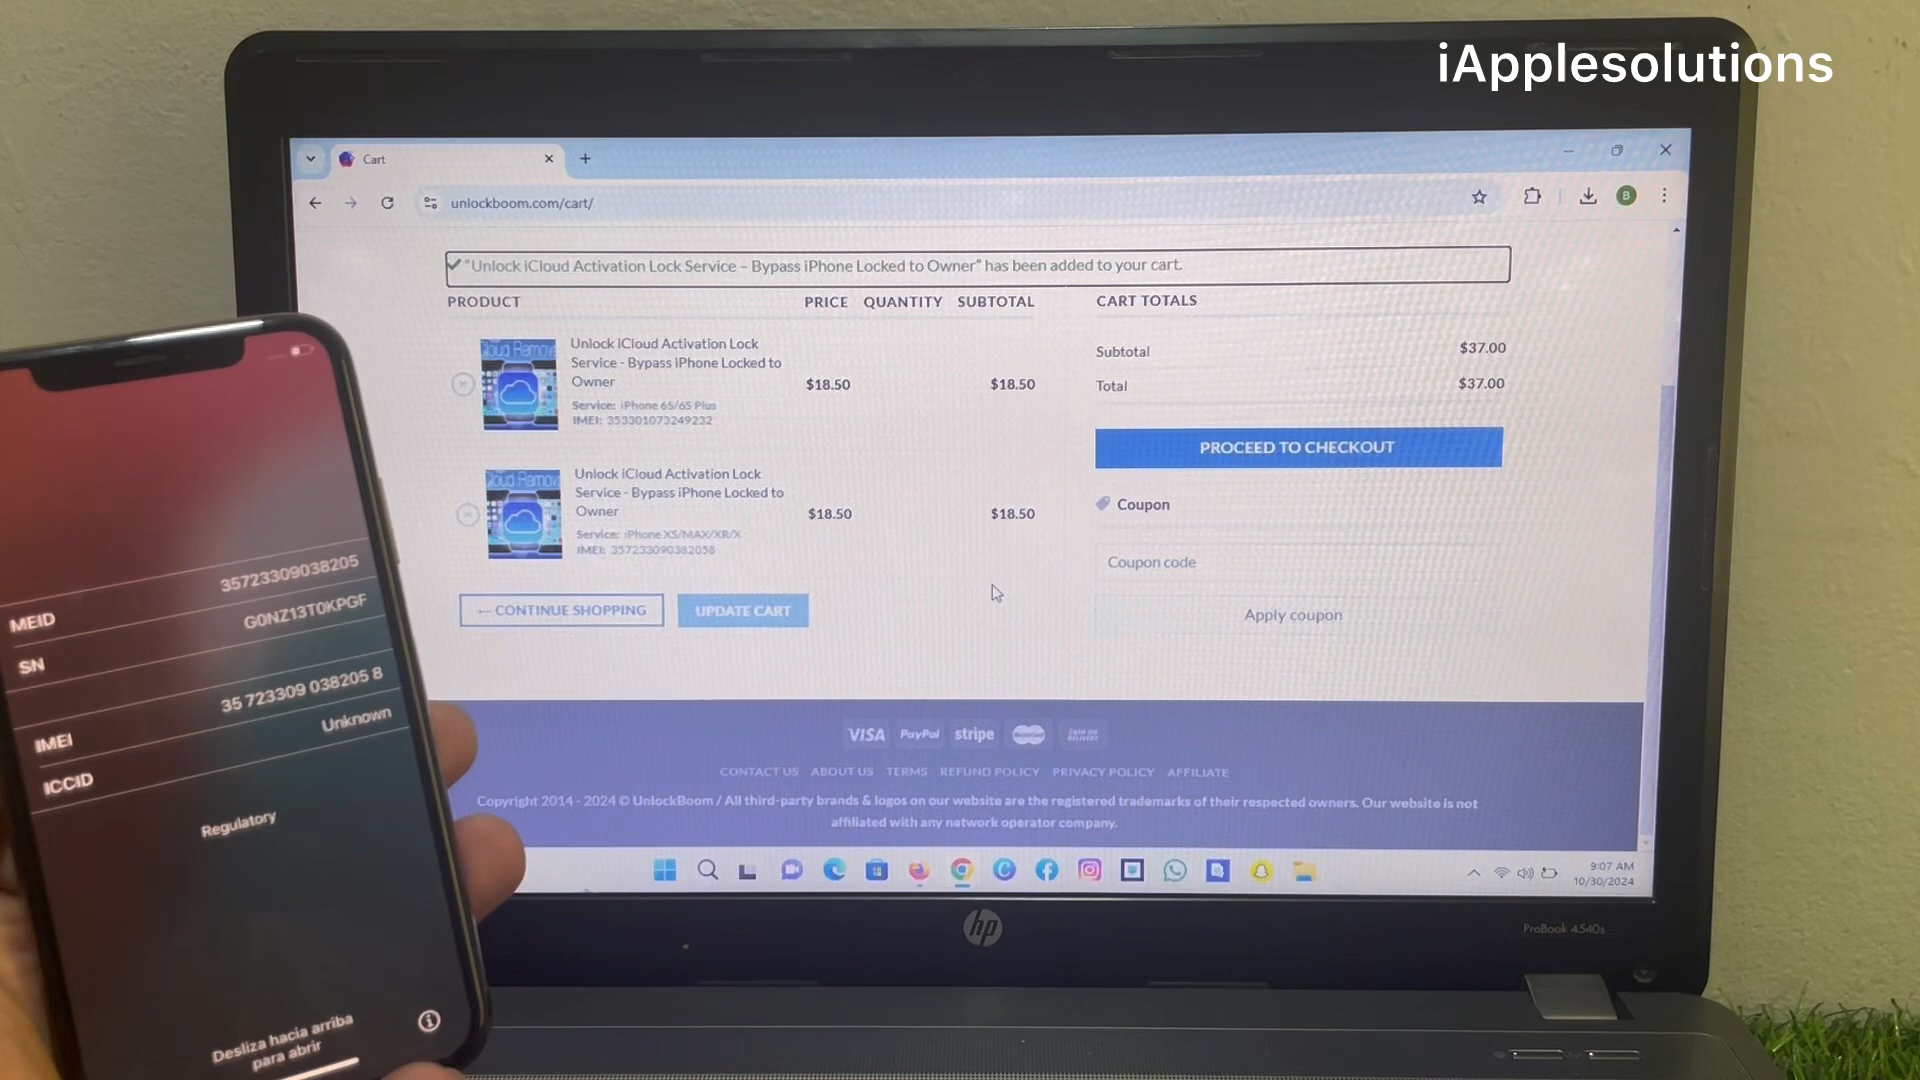 iApplesolutions
Cart
unlockboom.com/cart/
B
"Unlock iCloud Activation Lock Service – Bypass iPhone Locked to Owner" has been added to your cart.
PRODUCT PRICE QUANTITY SUBTOTAL
Unlock iCloud Activation Lock
Service - Bypass iPhone Locked to
Owner
Service: iPhone 6S/6S Plus
IMEI: 353301073249232
$18.50 $18.50
Unlock iCloud Activation Lock
Service - Bypass iPhone Locked to
Owner
Service: iPhone XS/MAX/XR/X
IMEI: 357233090382058
$18.50 $18.50
← CONTINUE SHOPPING UPDATE CART
CART TOTALS
Subtotal $37.00
Total $37.00
PROCEED TO CHECKOUT
Coupon
Coupon code
Apply coupon
VISA PayPal stripe
CASH ON
DELIVERY
CONTACT US ABOUT US TERMS REFUND POLICY PRIVACY POLICY AFFILIATE
Copyright 2014 - 2024 © UnlockBoom / All third-party brands & logos on our website are the registered trademarks of their respected owners. Our website is not
affiliated with any network operator company.
9:07 AM
10/30/2024
hp
ProBook 4540s
MEID 35723309038205
SN G0NZ13T0KPGF
IMEI 35 723309 038205 8
ICCID Unknown
Regulatory
Desliza hacia arriba
para abrir